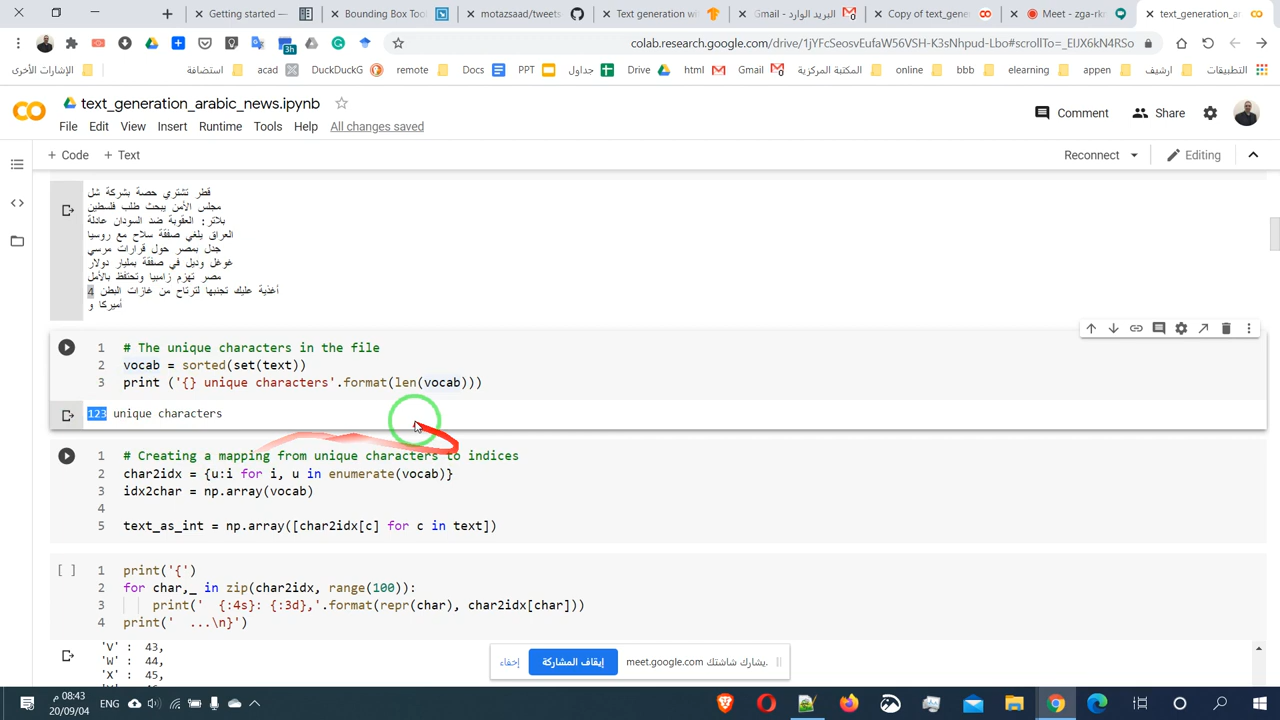 Getting started —
Bounding Box Tool
motazsaad/tweets
Text generation wi
Gmail - البريد الوارد
Copy of text_gene
Meet - zga-rk
text_generation_ar
colab.research.google.com/drive/1jYFcSeosvEufaW56VSH-K3sNhpud-Lbo#scrollTo=_EIJX6kN4RSo
3h
الإشارات الأخرى
استضافة
acad
DuckDuckG
remote
Docs
PPT
جداول
Drive
html
Gmail
المكتبة المركزية
online
bbb
elearning
appen
ارشيف
التطبيقات
text_generation_arabic_news.ipynb
Comment
Share
File Edit View Insert Runtime Tools Help All changes saved
+ Code + Text
Reconnect
Editing
قطر تشتري حصة بشركة شل
مجلس الأمن يبحث طلب فلسطين
بلاتر: العقوبة ضد السودان عادلة
العراق يلغي صفقة سلاح مع روسيا
جدل بمصر حول قرارات مرسي
غوغل وديل في صفقة بمليار دولار
مصر تهزم زامبيا وتحتفظ بالأمل
4 أغذية عليك تجنبها لترتاح من غازات البطن
أميركا و
1 # The unique characters in the file
2 vocab = sorted(set(text))
3 print ('{} unique characters'.format(len(vocab)))
123 unique characters
1 # Creating a mapping from unique characters to indices
2 char2idx = {u:i for i, u in enumerate(vocab)}
3 idx2char = np.array(vocab)
4
5 text_as_int = np.array([char2idx[c] for c in text])
[ ] 1 print('{')
2 for char,_ in zip(char2idx, range(100)):
3 print('  {:4s}: {:3d},'.format(repr(char), char2idx[char]))
4 print('  ...\n}')
'V' : 43,
'W' : 44,
'X' : 45,
إخفاء
إيقاف المشاركة
meet.google.com يشارك شاشتك.
08:43 م
20/09/04
ENG